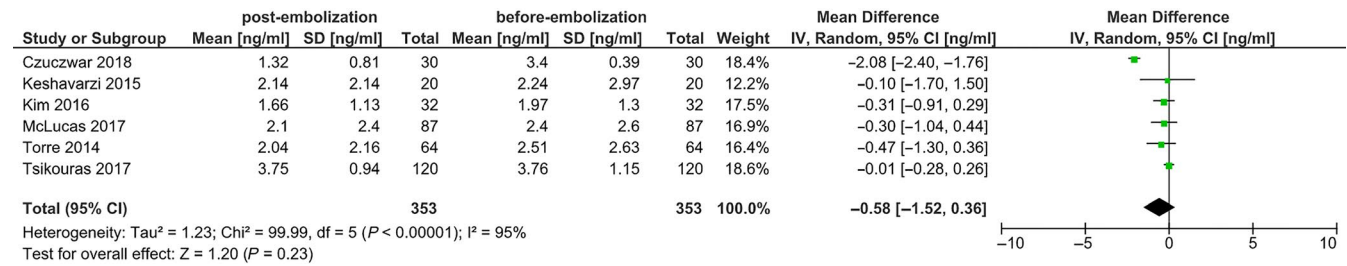 post-embolization before-embolization Mean Difference Mean Difference
Study or Subgroup Mean [ng/ml] SD [ng/ml] Total Mean [ng/ml] SD [ng/ml] Total Weight IV, Random, 95% CI [ng/ml] IV, Random, 95% CI [ng/ml]
Czuczwar 2018 1.32 0.81 30 3.4 0.39 30 18.4% −2.08 [−2.40, −1.76]
Keshavarzi 2015 2.14 2.14 20 2.24 2.97 20 12.2% −0.10 [−1.70, 1.50]
Kim 2016 1.66 1.13 32 1.97 1.3 32 17.5% −0.31 [−0.91, 0.29]
McLucas 2017 2.1 2.4 87 2.4 2.6 87 16.9% −0.30 [−1.04, 0.44]
Torre 2014 2.04 2.16 64 2.51 2.63 64 16.4% −0.47 [−1.30, 0.36]
Tsikouras 2017 3.75 0.94 120 3.76 1.15 120 18.6% −0.01 [−0.28, 0.26]
Total (95% CI) 353 353 100.0% −0.58 [−1.52, 0.36]
Heterogeneity: Tau² = 1.23; Chi² = 99.99, df = 5 (P < 0.00001); I² = 95%
Test for overall effect: Z = 1.20 (P = 0.23)
−10 −5 0 5 10